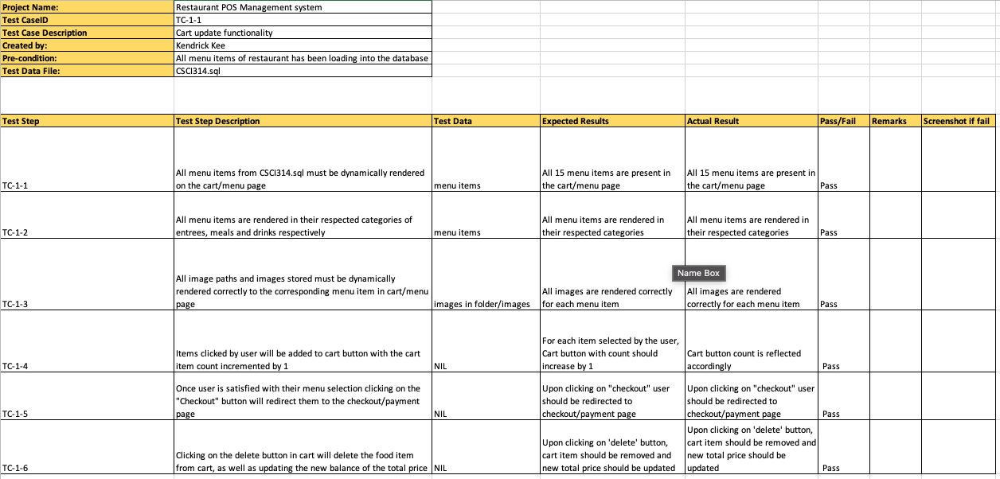 Project Name: Restaurant POS Management system
Test CaseID TC-1-1
Test Case Description Cart update functionality
Created by: Kendrick Kee
Pre-condition: All menu items of restaurant has been loading into the database
Test Data File: CSCI314.sql
Test Step Test Step Description Test Data Expected Results Actual Result Pass/Fail Remarks Screenshot if fail
All menu items from CSCI314.sql must be dynamically rendered All 15 menu items are present in All 15 menu items are present in
TC-1-1 on the cart/menu page menu items the cart/menu page the cart/menu page Pass
All menu items are rendered in their respected categories of All menu items are rendered in All menu items are rendered in
TC-1-2 entrees, meals and drinks respectively menu items their respected categories their respected categories Pass
Name Box
All image paths and images stored must be dynamically
rendered correctly to the corresponding menu item in cart/menu All images are rendered correctly All images are rendered
TC-1-3 page images in folder/images for each menu item correctly for each menu item Pass
For each item selected by the user,
Items clicked by user will be added to cart button with the cart Cart button with count should Cart button count is reflected
TC-1-4 item count incremented by 1 NIL increase by 1 accordingly Pass
Once user is satisfied with their menu selection clicking on the Upon clicking on "checkout" user Upon clicking on "checkout" user
"Checkout" button will redirect them to the checkout/payment should be redirected to should be redirected to
TC-1-5 page NIL checkout/payment page checkout/payment page Pass
Upon clicking on 'delete' button,
Upon clicking on 'delete' button, cart item should be removed and
Clicking on the delete button in cart will delete the food item cart item should be removed and new total price should be
TC-1-6 from cart, as well as updating the new balance of the total price NIL new total price should be updated updated Pass